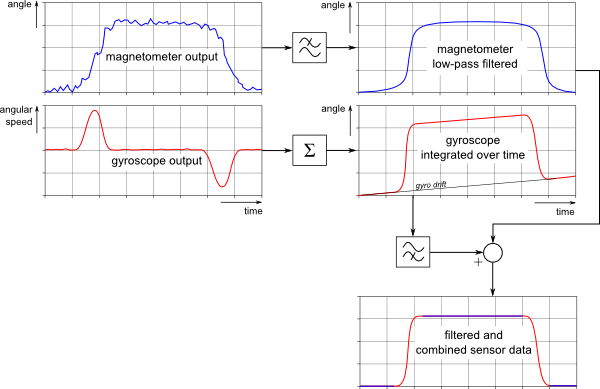 angle
magnetometer output
angle
magnetometer
low-pass filtered
angular
speed
gyroscope output
time
Σ
angle
gyroscope
integrated over time
gyro drift
time
+
filtered and
combined sensor data